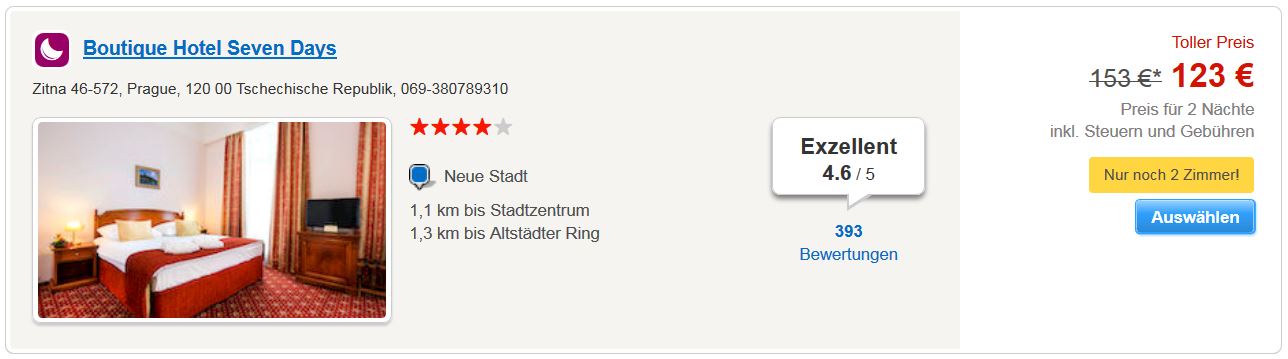 Boutique Hotel Seven Days
Zitna 46-572, Prague, 120 00 Tschechische Republik, 069-380789310
Neue Stadt
1,1 km bis Stadtzentrum
1,3 km bis Altstädter Ring
Exzellent
4.6 / 5
393
Bewertungen
Toller Preis
153 €* 123 €
Preis für 2 Nächte
inkl. Steuern und Gebühren
Nur noch 2 Zimmer!
Auswählen